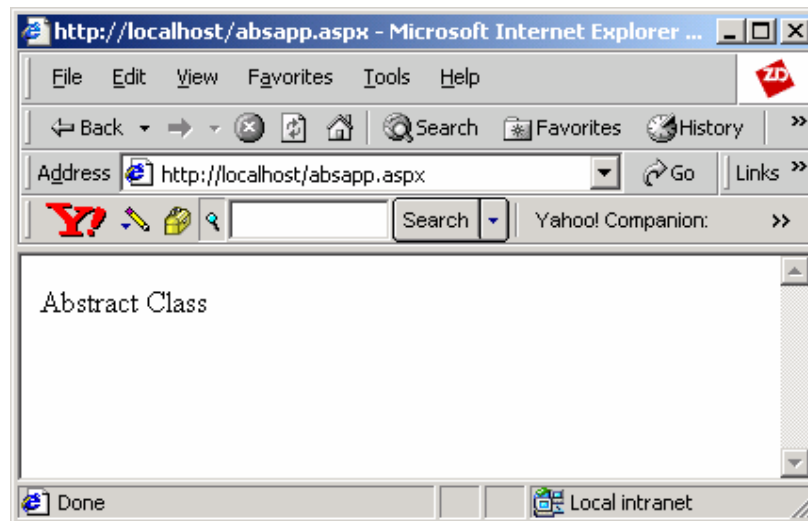 http://localhost/absapp.aspx - Microsoft Internet Explorer ...
File Edit View Favorites Tools Help ZD
Back Search Favorites History »
Address http://localhost/absapp.aspx Go Links »
Y! Search Yahoo! Companion: »
Abstract Class
Done Local intranet